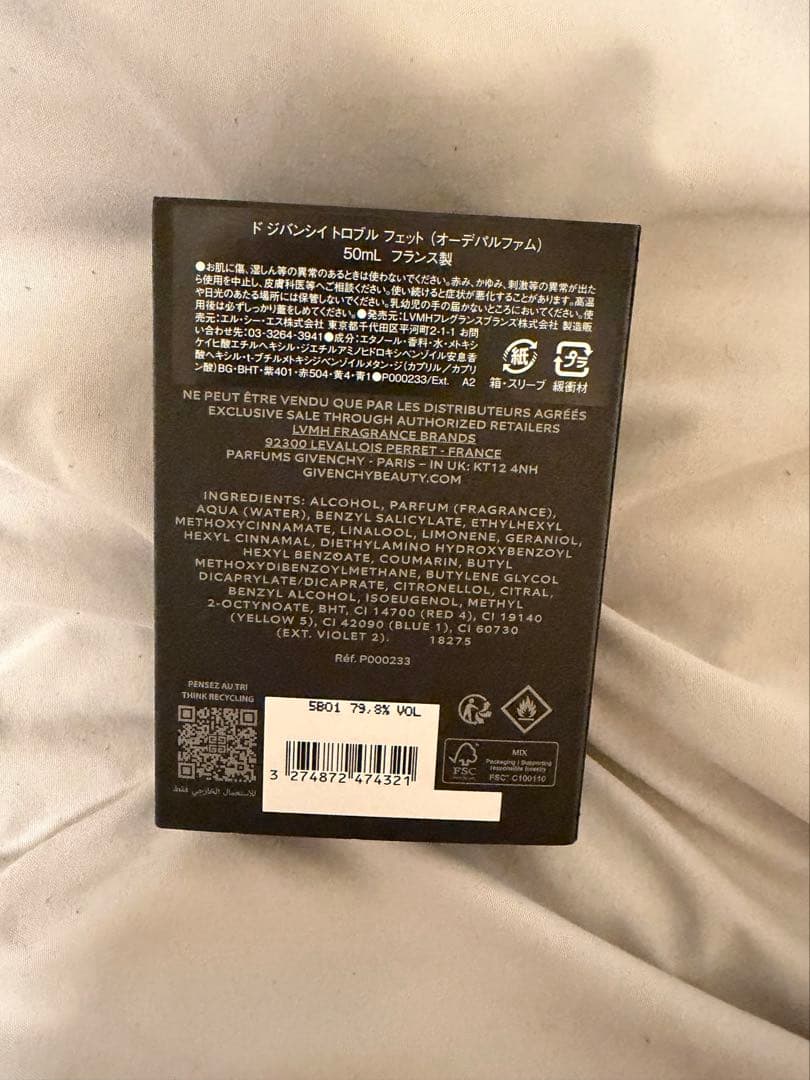 ド ジバンシイ トロブル フェット (オーデパルファム)
50mL フランス製
●お肌に傷、湿しん等の異常のあるときは使わないでください。赤み、かゆみ、刺激等の異常が出た
ら使用を中止し、皮膚科医等へご相談ください。使い続けると症状が悪化することがあります。高温
や日光のあたる場所には保管しないでください。乳幼児の手の届かないところにおいてください。使
用後は必ずしっかり蓋をしめてください。●発売元:LVMHフレグランスブランズ株式会社 製造販
売元:エル・シー・エス株式会社 東京都千代田区平河町2-1-1 お問
い合わせ先:03-3264-3941●成分:エタノール・香料・水・メトキシ
ケイヒ酸エチルヘキシル・ジエチルアミノヒドロキシベンゾイル安息香
酸ヘキシル・t-ブチルメトキシジベンゾイルメタン・ジ(カプリル/カプリ
ン酸)BG・BHT・紫401・赤504・黄4・青1●P000233/Ext. A2
紙
プラ
箱・スリーブ 緩衝材
NE PEUT ÊTRE VENDU QUE PAR LES DISTRIBUTEURS AGRÉÉS
EXCLUSIVE SALE THROUGH AUTHORIZED RETAILERS
LVMH FRAGRANCE BRANDS
92300 LEVALLOIS PERRET - FRANCE
PARFUMS GIVENCHY - PARIS – IN UK: KT12 4NH
GIVENCHYBEAUTY.COM
INGREDIENTS: ALCOHOL, PARFUM (FRAGRANCE),
AQUA (WATER), BENZYL SALICYLATE, ETHYLHEXYL
METHOXYCINNAMATE, LINALOOL, LIMONENE, GERANIOL,
HEXYL CINNAMAL, DIETHYLAMINO HYDROXYBENZOYL
HEXYL BENZOATE, COUMARIN, BUTYL
METHOXYDIBENZOYLMETHANE, BUTYLENE GLYCOL
DICAPRYLATE/DICAPRATE, CITRONELLOL, CITRAL,
BENZYL ALCOHOL, ISOEUGENOL, METHYL
2-OCTYNOATE, BHT, CI 14700 (RED 4), CI 19140
(YELLOW 5), CI 42090 (BLUE 1), CI 60730
(EXT. VIOLET 2). 18275
Réf. P000233
PENSEZ AU TRI
THINK RECYCLING
5B01 79,8% VOL
3 274872 474321
FSC
MIX
Packaging | Supporting
responsible forestry
FSC® C100110
للاستعمال الخارجي فقط